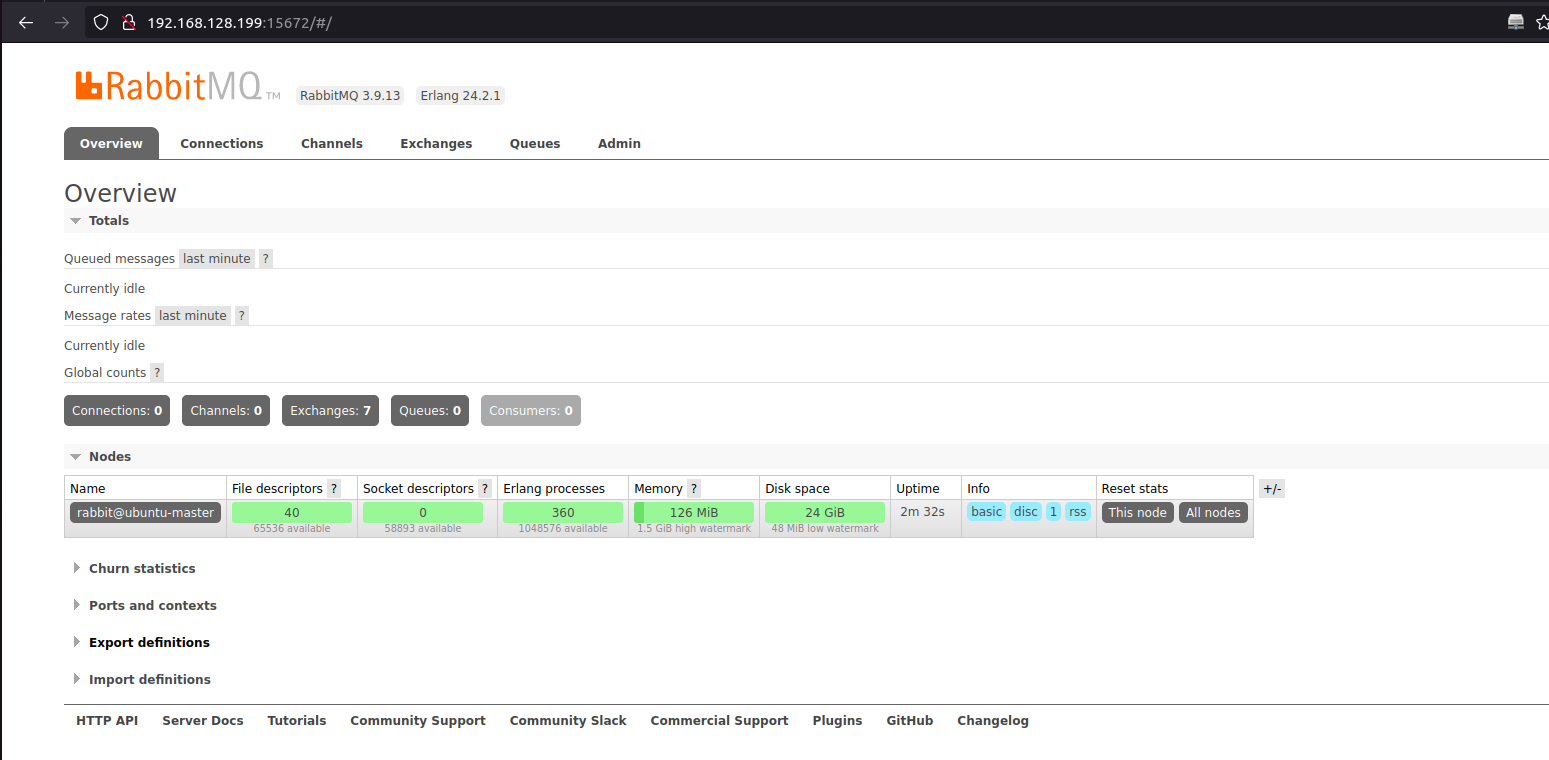 192.168.128.199:15672/#/
RabbitMQ TM RabbitMQ 3.9.13 Erlang 24.2.1
Overview Connections Channels Exchanges Queues Admin
Overview
Totals
Queued messages last minute ?
Currently idle
Message rates last minute ?
Currently idle
Global counts ?
Connections: 0 Channels: 0 Exchanges: 7 Queues: 0 Consumers: 0
Nodes
Name File descriptors ? Socket descriptors ? Erlang processes Memory ? Disk space Uptime Info Reset stats +/-
rabbit@ubuntu-master 40 0 360 126 MiB 24 GiB 2m 32s basic disc 1 rss This node All nodes
65536 available 58893 available 1048576 available 1.5 GiB high watermark 48 MiB low watermark
Churn statistics
Ports and contexts
Export definitions
Import definitions
HTTP API Server Docs Tutorials Community Support Community Slack Commercial Support Plugins GitHub Changelog